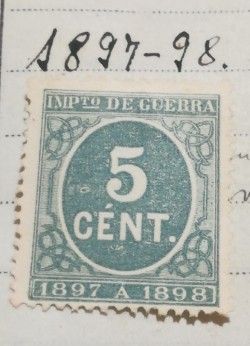 1897-98.
IMPTO DE GUERRA
5
CÉNT.
1897 A 1898